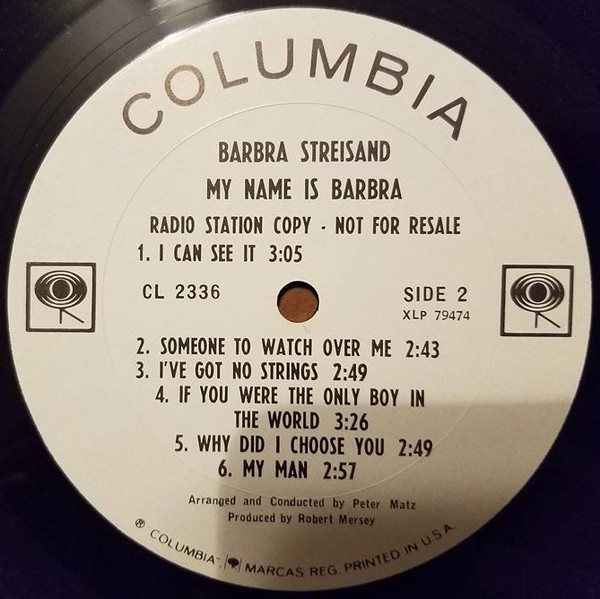 COLUMBIA
BARBRA STREISAND
MY NAME IS BARBRA
RADIO STATION COPY - NOT FOR RESALE
1. I CAN SEE IT 3:05
CL 2336
SIDE 2
XLP 79474
2. SOMEONE TO WATCH OVER ME 2:43
3. I'VE GOT NO STRINGS 2:49
4. IF YOU WERE THE ONLY BOY IN
THE WORLD 3:26
5. WHY DID I CHOOSE YOU 2:49
6. MY MAN 2:57
Arranged and Conducted by Peter Matz
Produced by Robert Mersey
® COLUMBIA, MARCAS REG. PRINTED IN U.S.A.